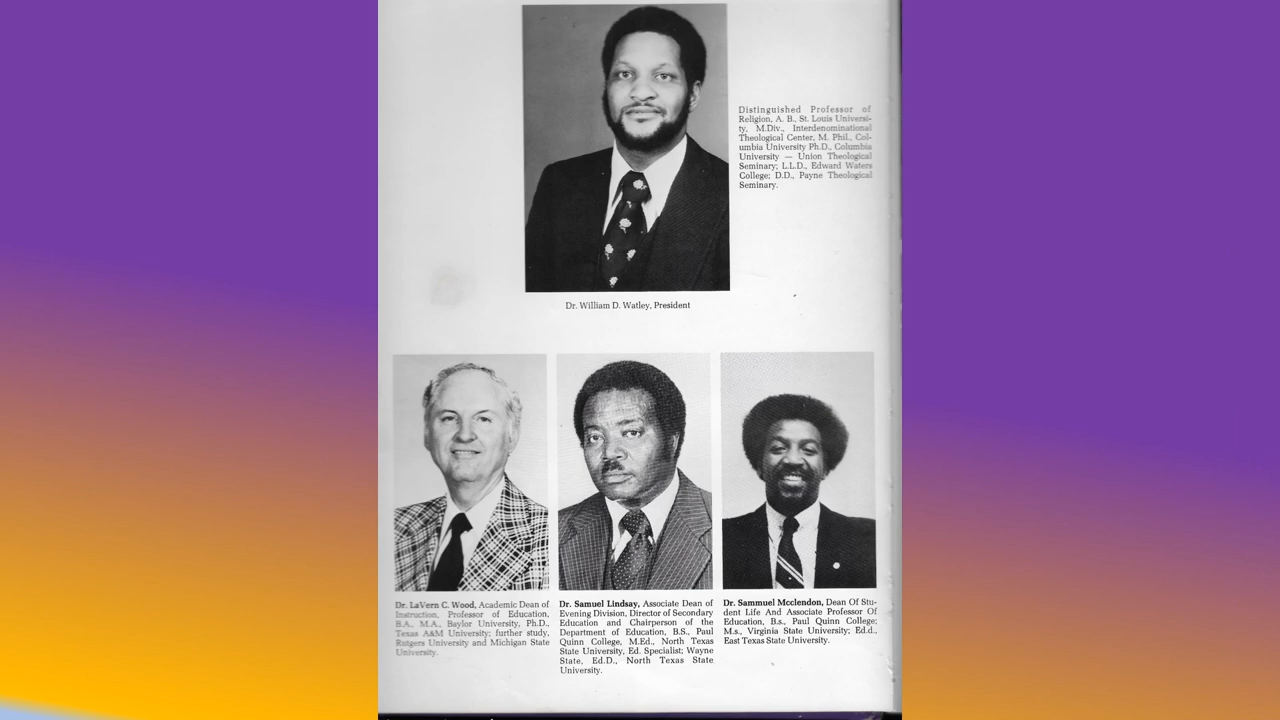 Distinguished Professor of
Religion, A. B., St. Louis Universi-
ty, M.Div., Interdenominational
Theological Center, M. Phil., Col-
umbia University Ph.D., Columbia
University — Union Theological
Seminary; L.L.D., Edward Waters
College; D.D., Payne Theological
Seminary.
Dr. William D. Watley, President
Dr. LaVern C. Wood, Academic Dean of
Instruction, Professor of Education,
B.A., M.A., Baylor University, Ph.D.,
Texas A&M University; further study,
Rutgers University and Michigan State
University.
Dr. Samuel Lindsay, Associate Dean of
Evening Division, Director of Secondary
Education and Chairperson of the
Department of Education, B.S., Paul
Quinn College, M.Ed., North Texas
State University, Ed. Specialist; Wayne
State, Ed.D., North Texas State
University.
Dr. Sammuel Mcclendon, Dean Of Stu-
dent Life And Associate Professor Of
Education, B.s., Paul Quinn College;
M.s., Virginia State University; Ed.d.,
East Texas State University.